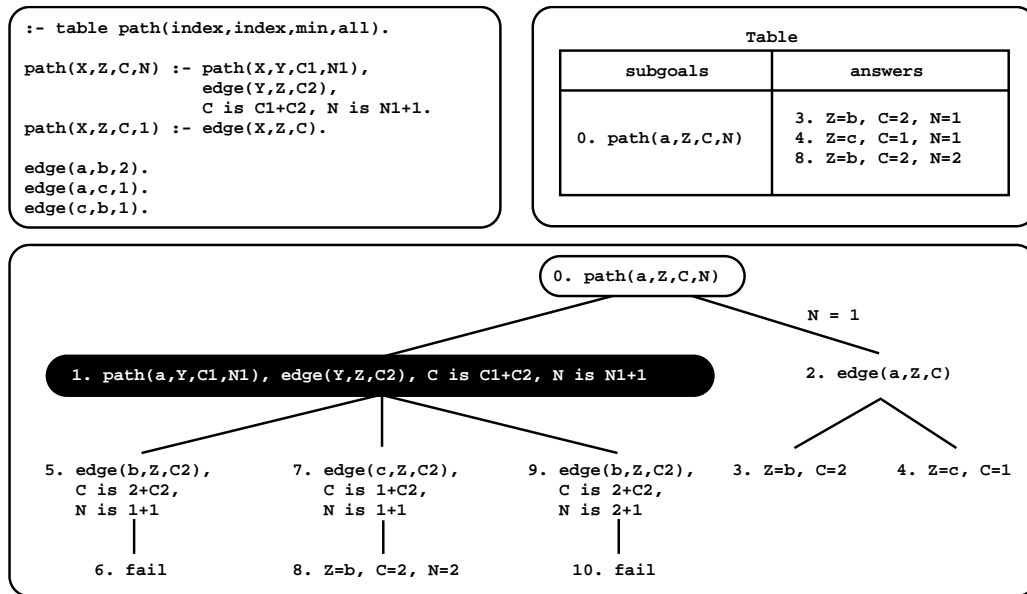 :- table path(index,index,min,all).
path(X,Z,C,N) :- path(X,Y,C1,N1),
edge(Y,Z,C2),
C is C1+C2, N is N1+1.
path(X,Z,C,1) :- edge(X,Z,C).
edge(a,b,2).
edge(a,c,1).
edge(c,b,1).
Table
subgoals answers
0. path(a,Z,C,N)
3. Z=b, C=2, N=1
4. Z=c, C=1, N=1
8. Z=b, C=2, N=2
0. path(a,Z,C,N)
N = 1
1. path(a,Y,C1,N1), edge(Y,Z,C2), C is C1+C2, N is N1+1
2. edge(a,Z,C)
5. edge(b,Z,C2),
C is 2+C2,
N is 1+1
7. edge(c,Z,C2),
C is 1+C2,
N is 1+1
9. edge(b,Z,C2),
C is 2+C2,
N is 2+1
3. Z=b, C=2
4. Z=c, C=1
6. fail
8. Z=b, C=2, N=2
10. fail